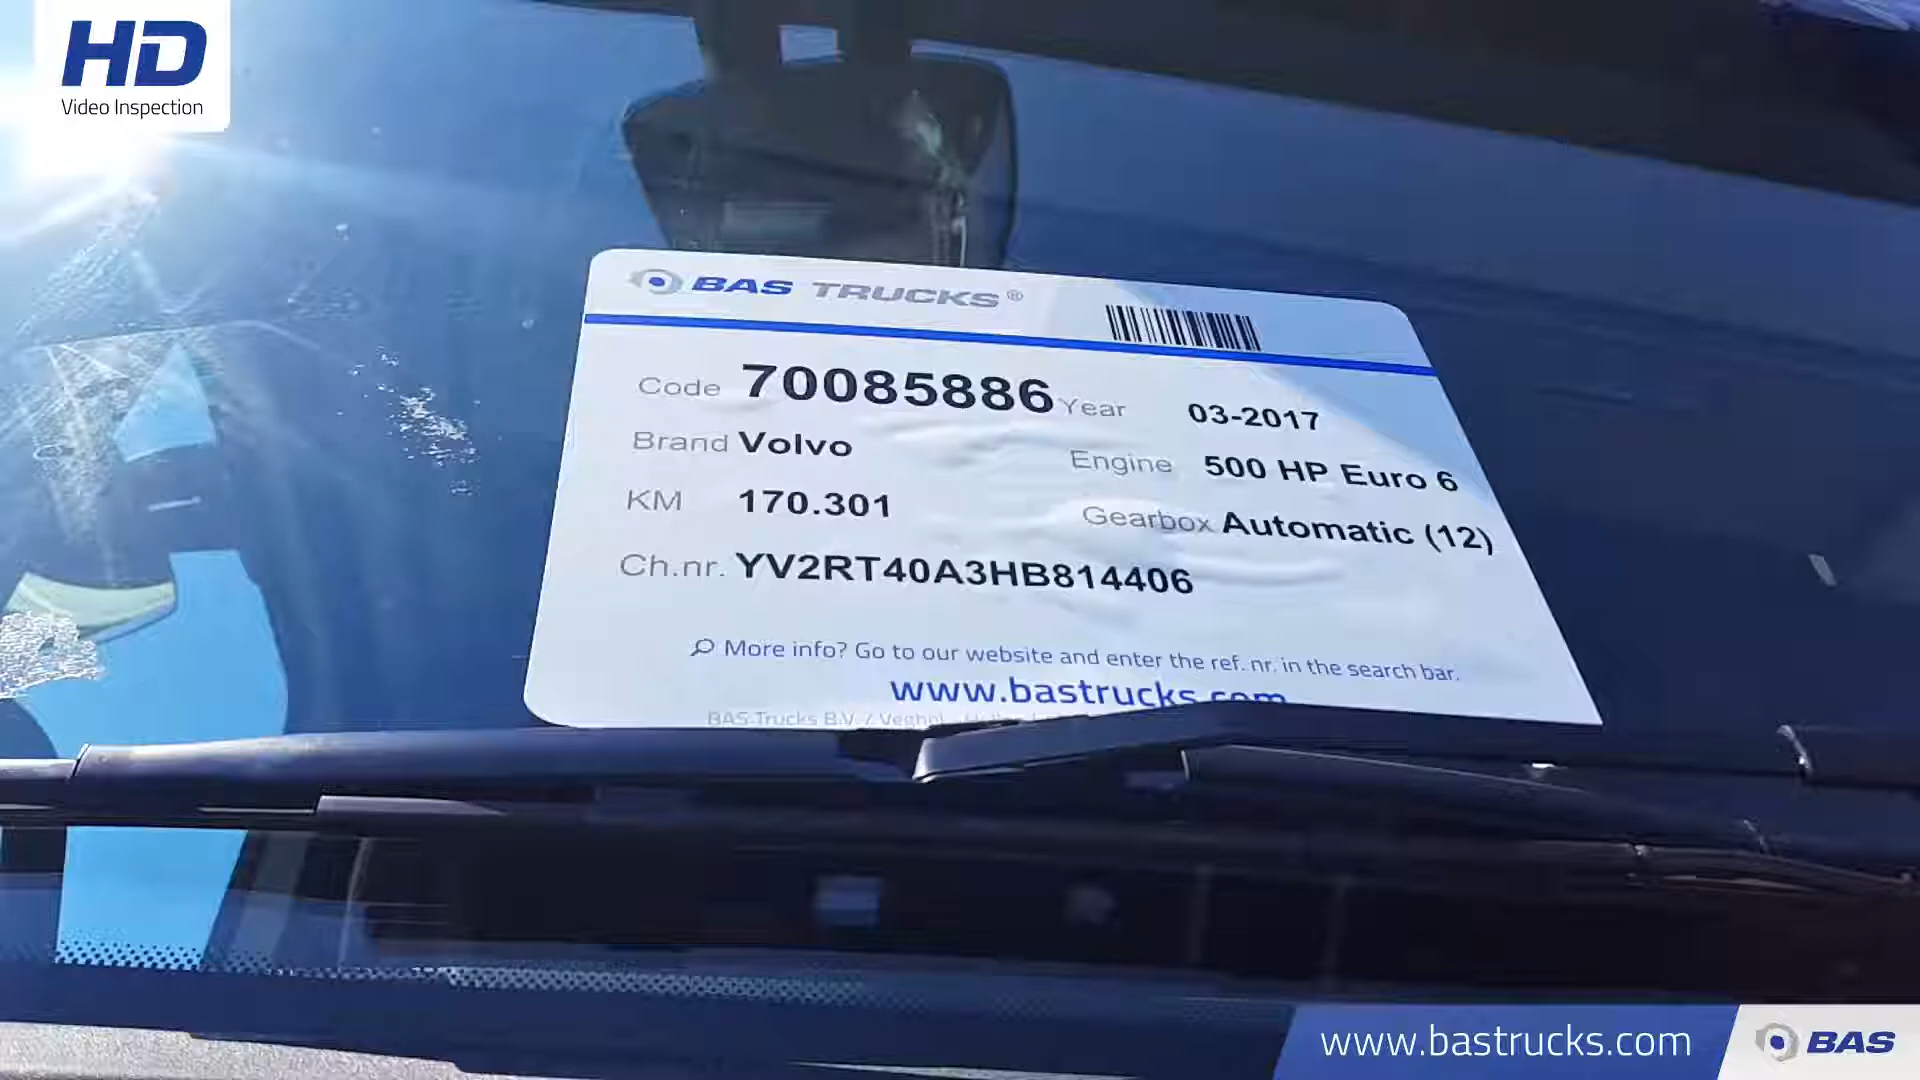 HD
Video Inspection
BAS TRUCKS®
Code 70085886 Year 03-2017
Brand Volvo Engine 500 HP Euro 6
KM 170.301 Gearbox Automatic (12)
Ch.nr. YV2RT40A3HB814406
More info? Go to our website and enter the ref. nr. in the search bar.
www.bastrucks.com
BAS Trucks B.V. /
www.bastrucks.com
BAS